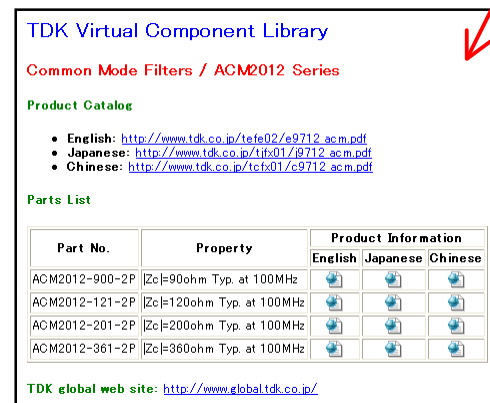 TDK Virtual Component Library
Common Mode Filters / ACM2012 Series
Product Catalog
• English: http://www.tdk.co.jp/tefe02/e9712_acm.pdf
• Japanese: http://www.tdk.co.jp/tjfx01/j9712_acm.pdf
• Chinese: http://www.tdk.co.jp/tcfx01/c9712_acm.pdf
Parts List
Part No. Property Product Information
English Japanese Chinese
ACM2012-900-2P |Zc|=90ohm Typ. at 100MHz
ACM2012-121-2P |Zc|=120ohm Typ. at 100MHz
ACM2012-201-2P |Zc|=200ohm Typ. at 100MHz
ACM2012-361-2P |Zc|=360ohm Typ. at 100MHz
TDK global web site: http://www.global.tdk.co.jp/